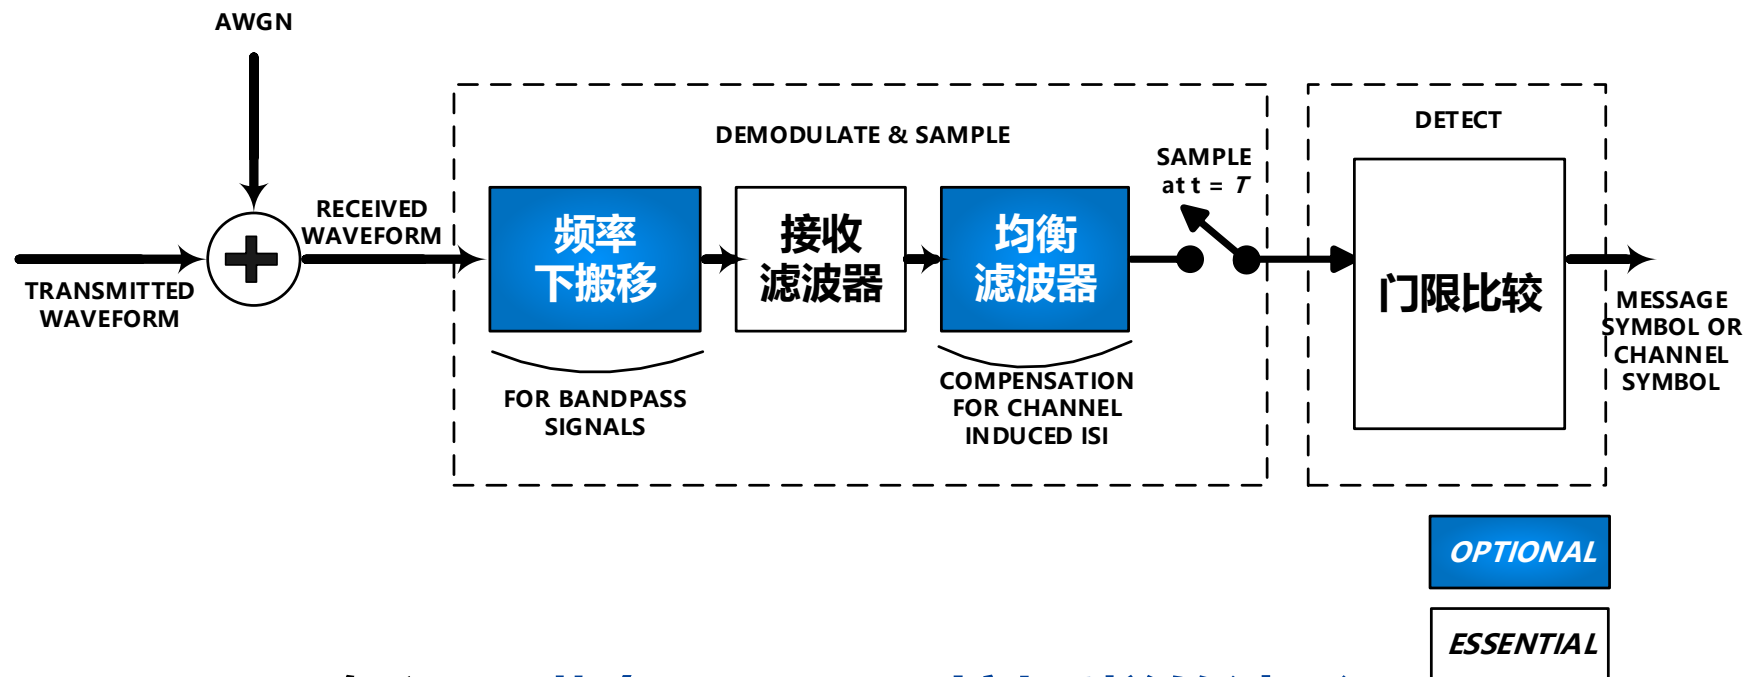 AWGN
DEMODULATE & SAMPLE
DETECT
SAMPLE
at t = T
RECEIVED
WAVEFORM
TRANSMITTED
WAVEFORM
频率
下搬移
接收
滤波器
均衡
滤波器
门限比较
MESSAGE
SYMBOL OR
CHANNEL
SYMBOL
FOR BANDPASS
SIGNALS
COMPENSATION
FOR CHANNEL
INDUCED ISI
OPTIONAL
ESSENTIAL